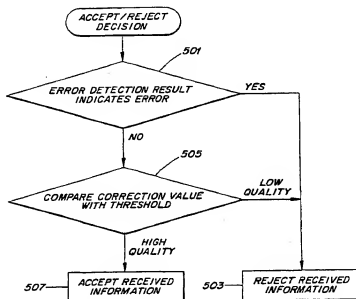 ACCEPT/REJECT
DECISION
501
ERROR DETECTION RESULT
INDICATES ERROR
YES
NO
505
COMPARE CORRECTION VALUE
WITH THRESHOLD
LOW
QUALITY
HIGH
QUALITY
507
ACCEPT RECEIVED
INFORMATION
503
REJECT RECEIVED
INFORMATION